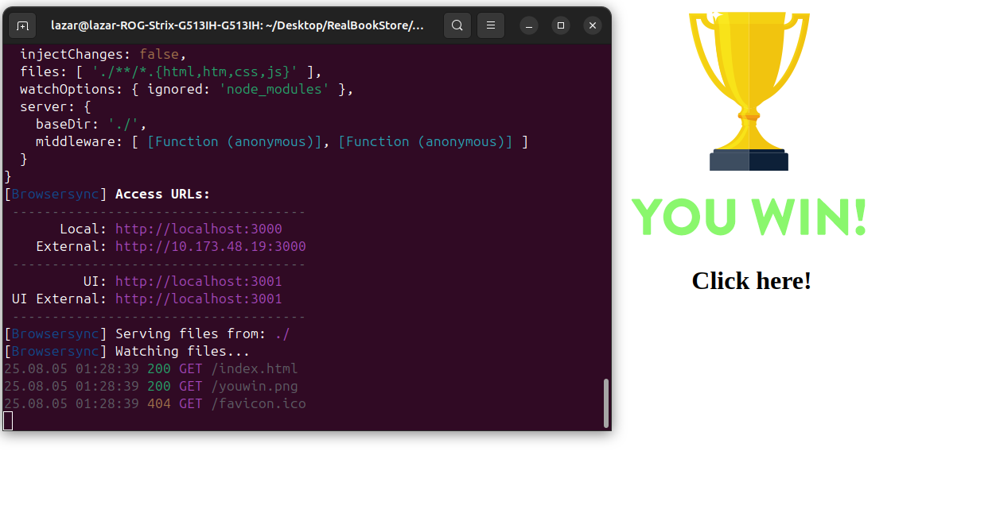 lazar@lazar-ROG-Strix-G513IH-G513IH: ~/Desktop/RealBookStore/...
  injectChanges: false,
  files: [ './**/*.{html,htm,css,js}' ],
  watchOptions: { ignored: 'node_modules' },
  server: {
    baseDir: './',
    middleware: [ [Function (anonymous)], [Function (anonymous)] ]
  }
}
[Browsersync] Access URLs:
 -------------------------------------
       Local: http://localhost:3000
    External: http://10.173.48.19:3000
 -------------------------------------
          UI: http://localhost:3001
 UI External: http://localhost:3001
 -------------------------------------
[Browsersync] Serving files from: ./
[Browsersync] Watching files...
25.08.05 01:28:39 200 GET /index.html
25.08.05 01:28:39 200 GET /youwin.png
25.08.05 01:28:39 404 GET /favicon.ico
YOU WIN!
Click here!